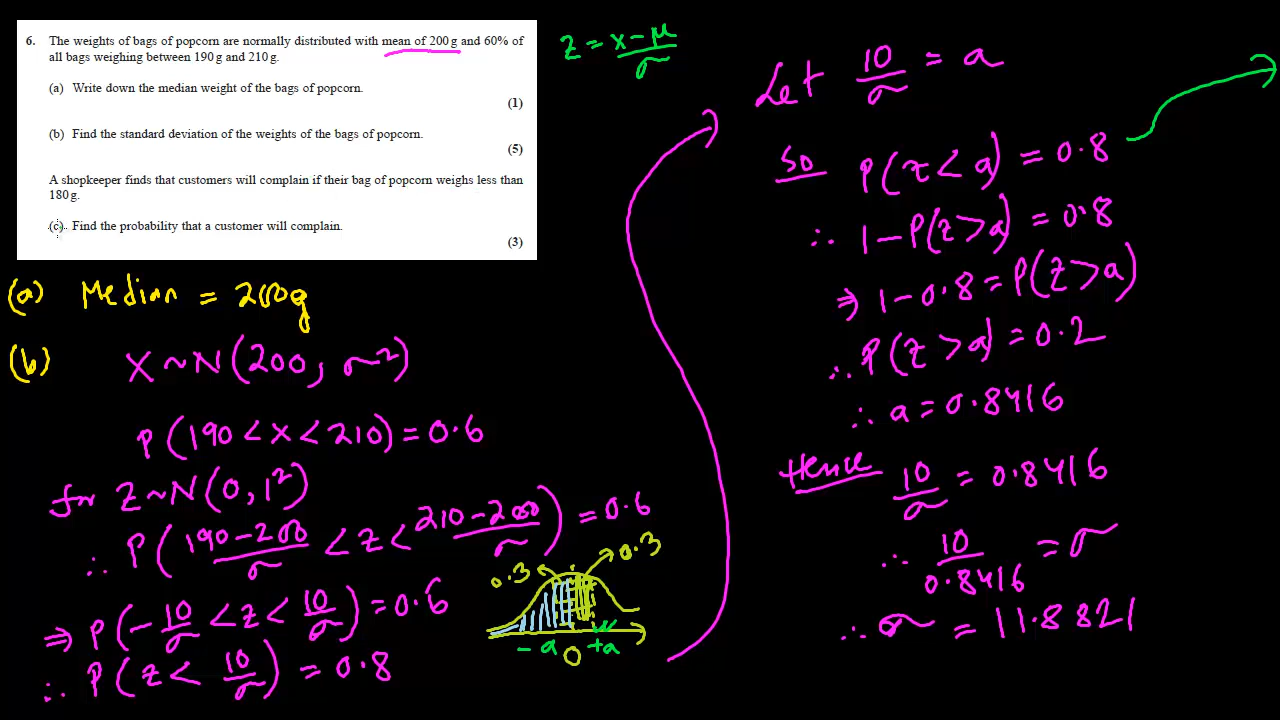 6. The weights of bags of popcorn are normally distributed with mean of 200 g and 60% of
all bags weighing between 190 g and 210 g.
(a) Write down the median weight of the bags of popcorn.
(1)
(b) Find the standard deviation of the weights of the bags of popcorn.
(5)
A shopkeeper finds that customers will complain if their bag of popcorn weighs less than
180 g.
(c) Find the probability that a customer will complain.
(3)
z = x-μ/σ
(a) Median = 200g
(b) X ~ N(200, σ²)
P(190 < X < 210) = 0.6
for Z ~ N(0, 1²)
∴ P(190-200/σ < Z < 210-200/σ) = 0.6
⇒ P(-10/σ < Z < 10/σ) = 0.6
∴ P(Z < 10/σ) = 0.8
0.3 0.3
-a 0 +a
Let 10/σ = a
So P(Z < a) = 0.8
∴ 1 - P(Z > a) = 0.8
⇒ 1 - 0.8 = P(Z > a)
∴ P(Z > a) = 0.2
∴ a = 0.8416
Hence 10/σ = 0.8416
∴ 10/0.8416 = σ
∴ σ = 11.8821